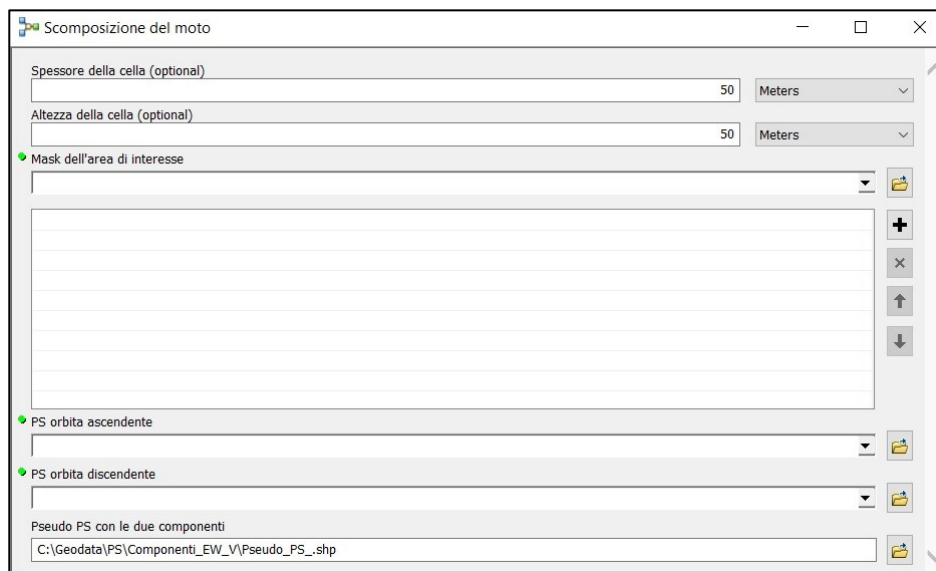 Scomposizione del moto
Spessore della cella (optional)
50 Meters
Altezza della cella (optional)
50 Meters
Mask dell'area di interesse
PS orbita ascendente
PS orbita discendente
Pseudo PS con le due componenti
C:\Geodata\PS\Componenti_EW_V\Pseudo_PS_.shp